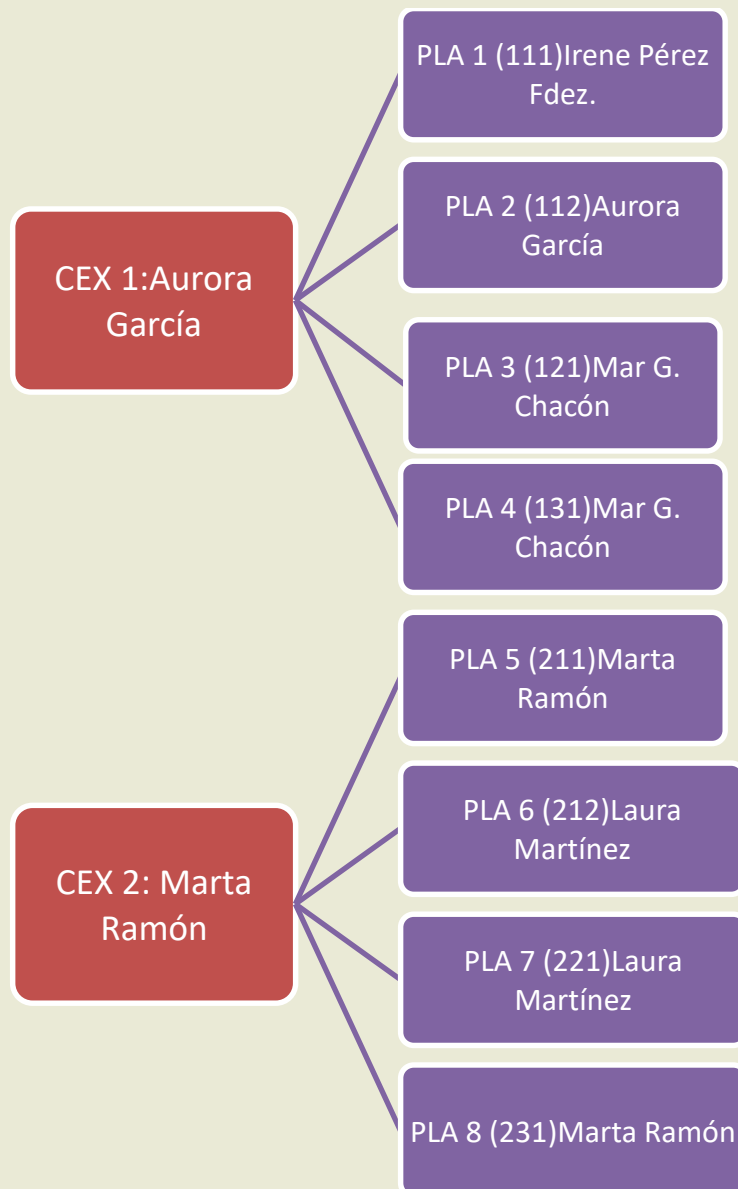 PLA 1 (111)Irene Pérez
Fdez.
PLA 2 (112)Aurora
García
CEX 1:Aurora
García
PLA 3 (121)Mar G.
Chacón
PLA 4 (131)Mar G.
Chacón
PLA 5 (211)Marta
Ramón
PLA 6 (212)Laura
Martínez
CEX 2: Marta
Ramón
PLA 7 (221)Laura
Martínez
PLA 8 (231)Marta Ramón